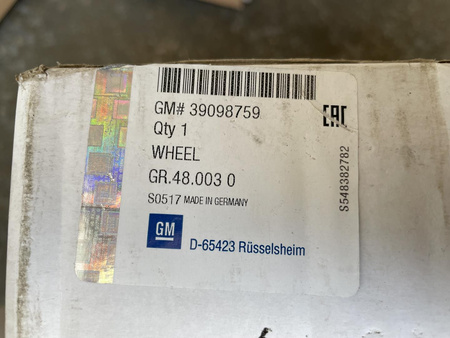 GM# 39098759
Qty 1
WHEEL
GR.48.003 0
S0517 MADE IN GERMANY
GM
D-65423 Rüsselsheim
EAC
S548382782